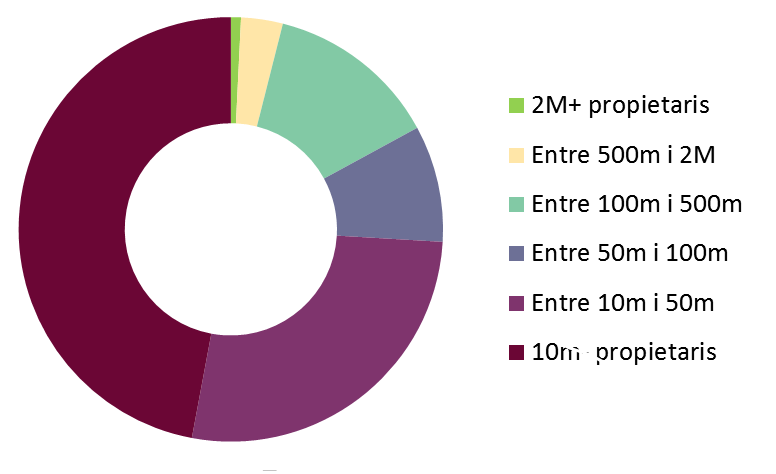 2M+ propietaris
Entre 500m i 2M
Entre 100m i 500m
Entre 50m i 100m
Entre 10m i 50m
10m- propietaris